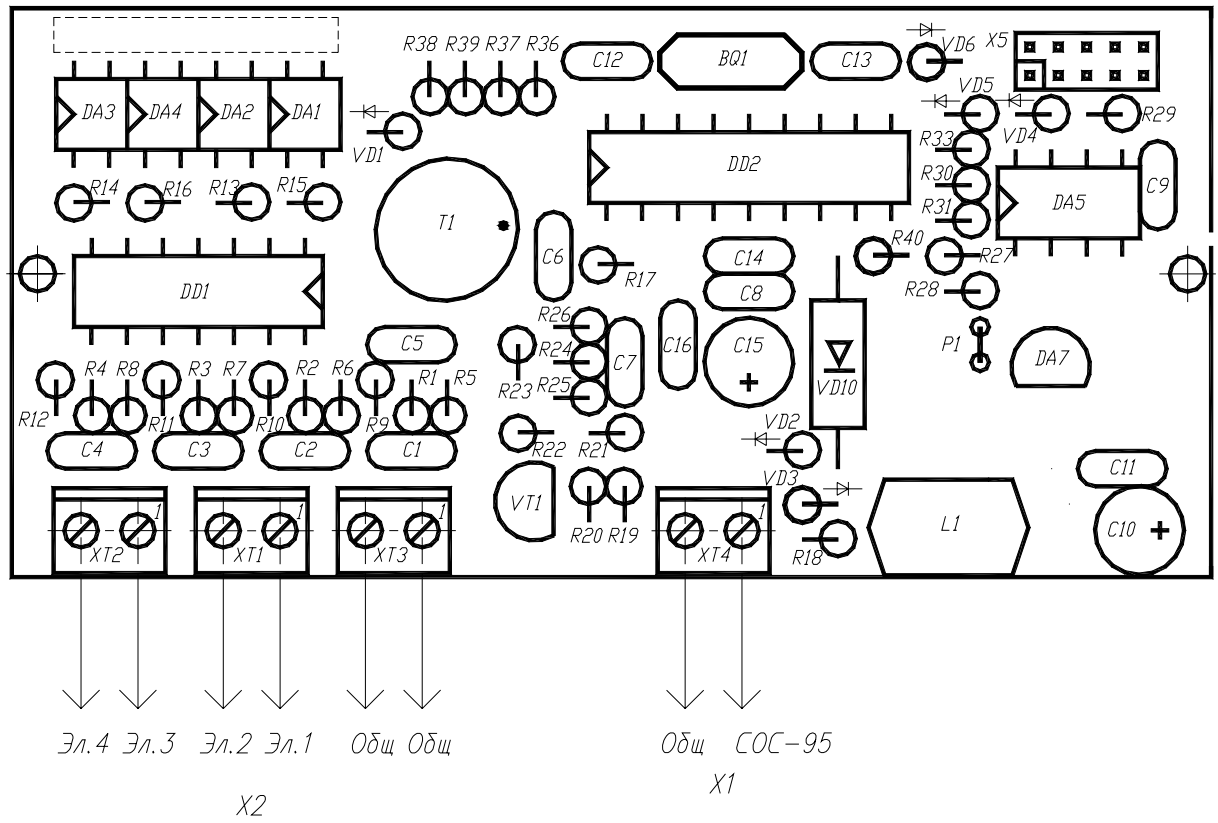 R38 R39 R37 R36
C12
BQ1
C13
VD6
X5
DA3 DA4 DA2 DA1
VD1
VD5
VD4
R29
R33
DD2
R30
R31
DA5
C9
R14 R16 R13 R15
T1
C6
R17
C14
R40
R27
DD1
C8
R28
R26
C5
R24
C7
C16
C15
P1
DA7
R23
VD10
R25
R4 R8 R3 R7 R2 R6 R1 R5
R12 R11 R10 R9
VD2
R22 R21
C4 C3 C2 C1
C11
VD3
VT1
1 1 1 1
L1
C10
R20 R19
XT2 XT1 XT3 XT4
R18
Эл.4 Эл.3 Эл.2 Эл.1 Общ Общ Общ СОС-95
X1
X2